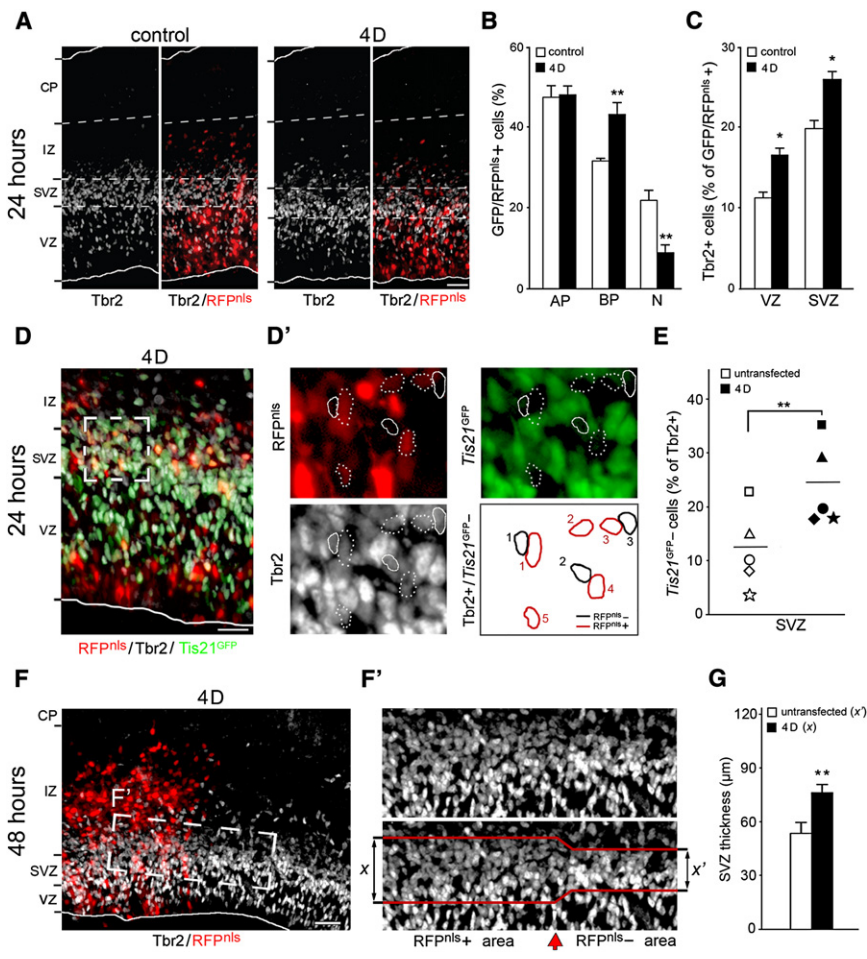 A
control
4D
24 hours
CP
IZ
SVZ
VZ
Tbr2
Tbr2/RFPnls
Tbr2
Tbr2/RFPnls
B
GFP/RFPnls+ cells (%)
60
40
20
0
control
4D
**
**
AP
BP
N
C
Tbr2+ cells (% of GFP/RFPnls+)
30
20
10
0
control
4D
*
*
VZ
SVZ
D
4D
24 hours
IZ
SVZ
VZ
RFPnls/Tbr2/Tis21GFP
D'
RFPnls
Tis21GFP
Tbr2
Tbr2+/Tis21GFP−
1
1
2
3
3
2
4
5
RFPnls−
RFPnls+
E
untransfected
4D
Tis21GFP− cells (% of Tbr2+)
40
30
20
10
0
**
SVZ
F
4D
48 hours
CP
IZ
SVZ
VZ
F'
Tbr2/RFPnls
F'
x
x'
RFPnls+ area
RFPnls− area
G
untransfected (x')
4D (x)
SVZ thickness (μm)
120
90
60
30
0
**